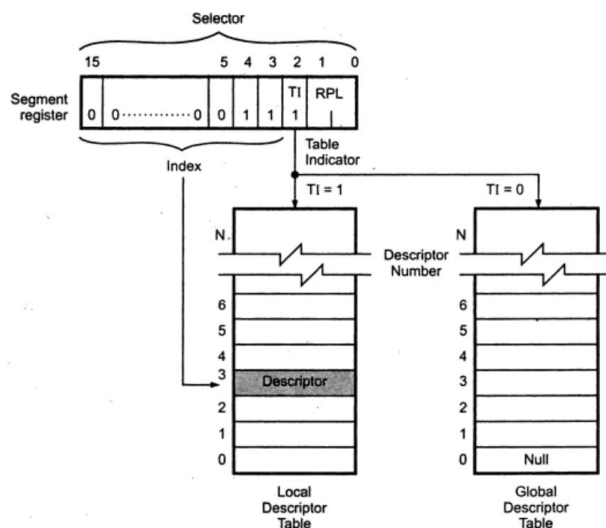 Selector
15 5 4 3 2 1 0
Segment register
TI RPL
0 0 ............ 0 0 1 1 1
Table Indicator
Index
TI = 1 TI = 0
N N
Descriptor Number
6 6
5 5
4 4
3 Descriptor 3
2 2
1 1
0 0 Null
Local Descriptor Table
Global Descriptor Table